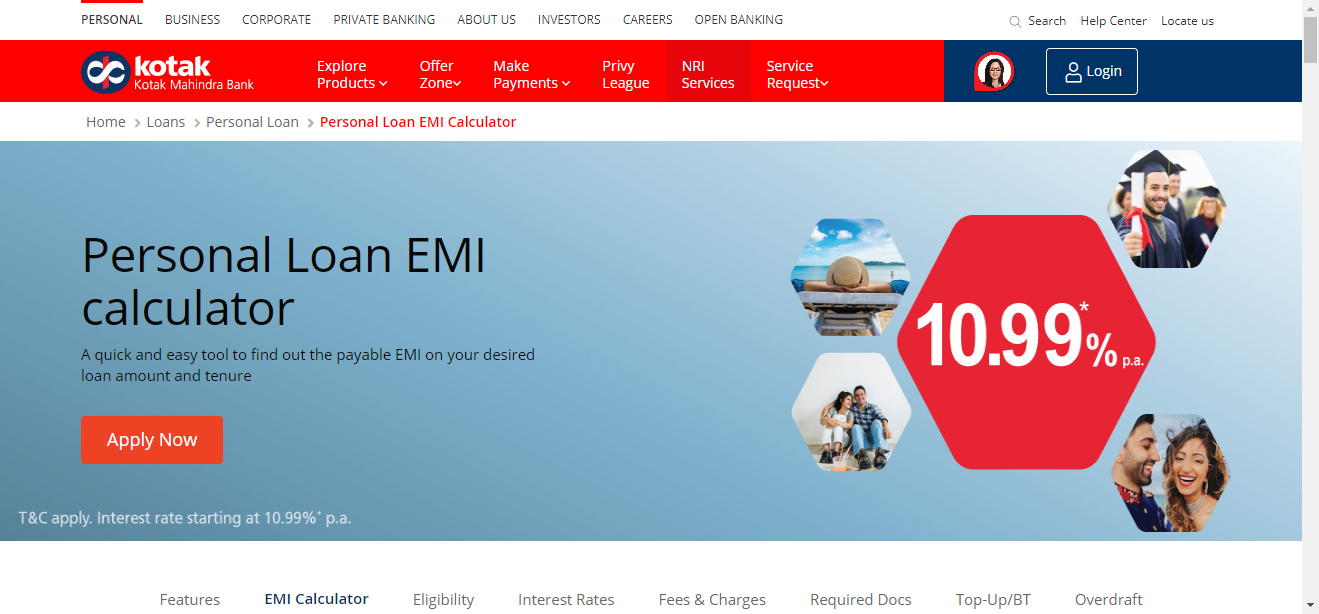 PERSONAL BUSINESS CORPORATE PRIVATE BANKING ABOUT US INVESTORS CAREERS OPEN BANKING Search Help Center Locate us
kotak
Kotak Mahindra Bank
Explore
Products
Offer
Zone
Make
Payments
Privy
League
NRI
Services
Service
Request
Login
Home > Loans > Personal Loan > Personal Loan EMI Calculator
Personal Loan EMI
calculator
A quick and easy tool to find out the payable EMI on your desired
loan amount and tenure
Apply Now
10.99*% p.a.
T&C apply. Interest rate starting at 10.99%* p.a.
Features EMI Calculator Eligibility Interest Rates Fees & Charges Required Docs Top-Up/BT Overdraft